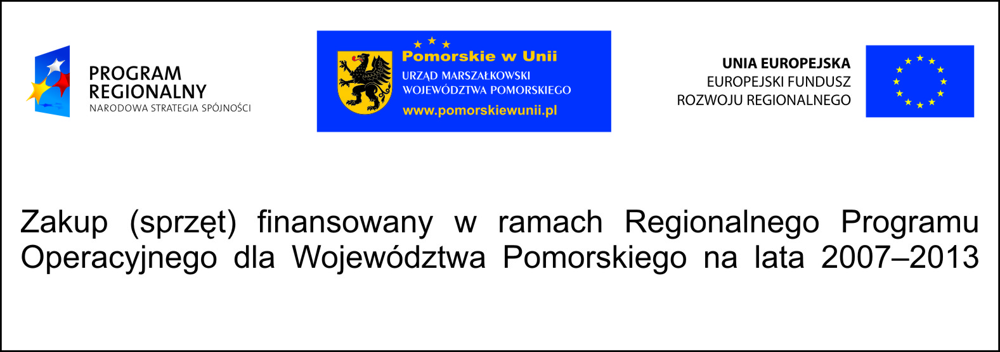 PROGRAM
REGIONALNY
NARODOWA STRATEGIA SPÓJNOŚCI
Pomorskie w Unii
URZĄD MARSZAŁKOWSKI
WOJEWÓDZTWA POMORSKIEGO
www.pomorskiewunii.pl
UNIA EUROPEJSKA
EUROPEJSKI FUNDUSZ
ROZWOJU REGIONALNEGO
Zakup (sprzęt) finansowany w ramach Regionalnego Programu
Operacyjnego dla Województwa Pomorskiego na lata 2007–2013